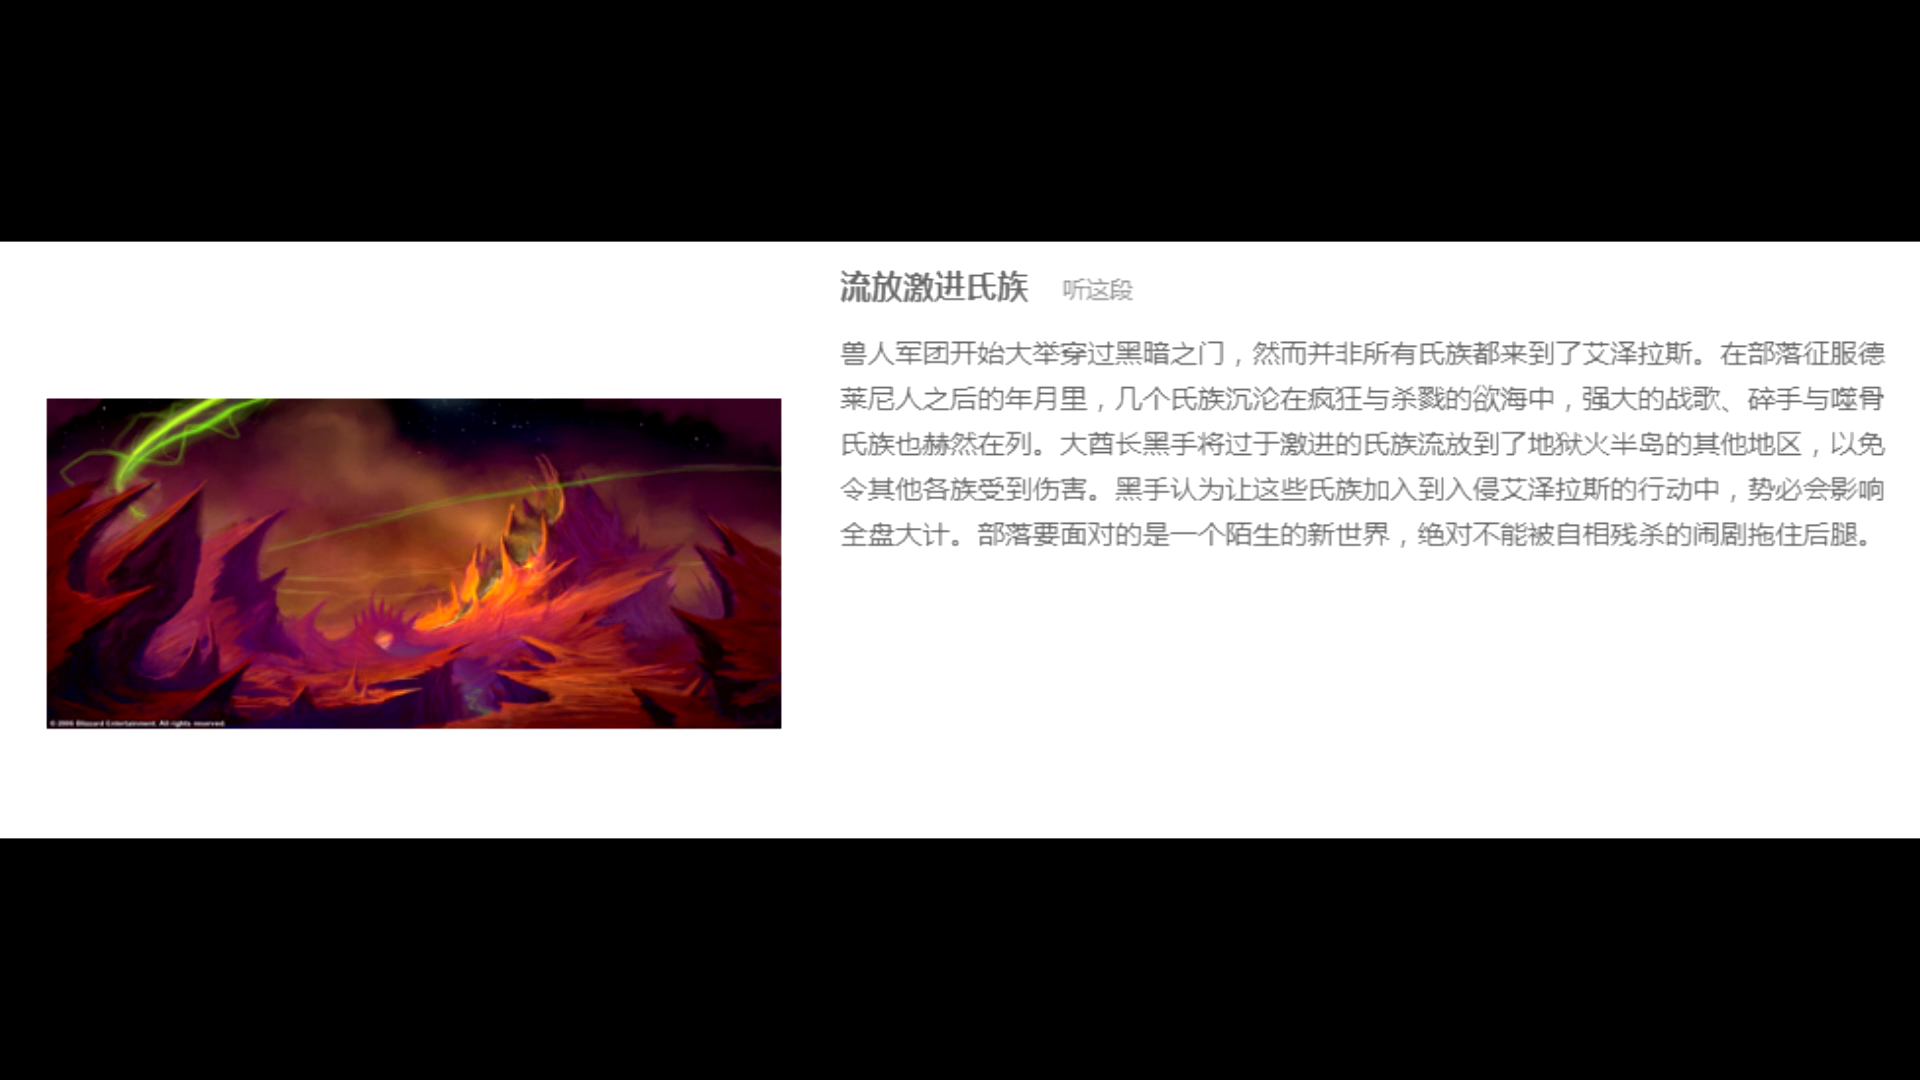 流放激进氏族 听这段
兽人军团开始大举穿过黑暗之门，然而并非所有氏族都来到了艾泽拉斯。在部落征服德
莱尼人之后的年月里，几个氏族沉沦在疯狂与杀戮的欲海中，强大的战歌、碎手与噬骨
氏族也赫然在列。大酋长黑手将过于激进的氏族流放到了地狱火半岛的其他地区，以免
令其他各族受到伤害。黑手认为让这些氏族加入到入侵艾泽拉斯的行动中，势必会影响
全盘大计。部落要面对的是一个陌生的新世界，绝对不能被自相残杀的闹剧拖住后腿。
© 2006 Blizzard Entertainment. All rights reserved.